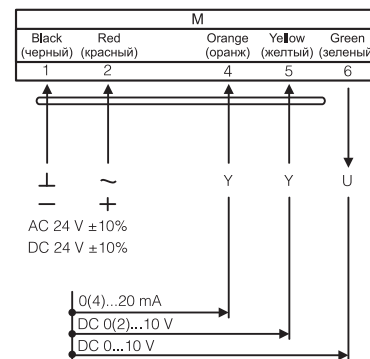 M
Black Red Orange Yellow Green
(черный) (красный) (оранж) (желтый) (зеленый
1 2 4 5 6
⊥ ~ Y Y U
− +
AC 24 V ±10%
DC 24 V ±10%
0(4)...20 mA
DC 0(2)...10 V
DC 0...10 V